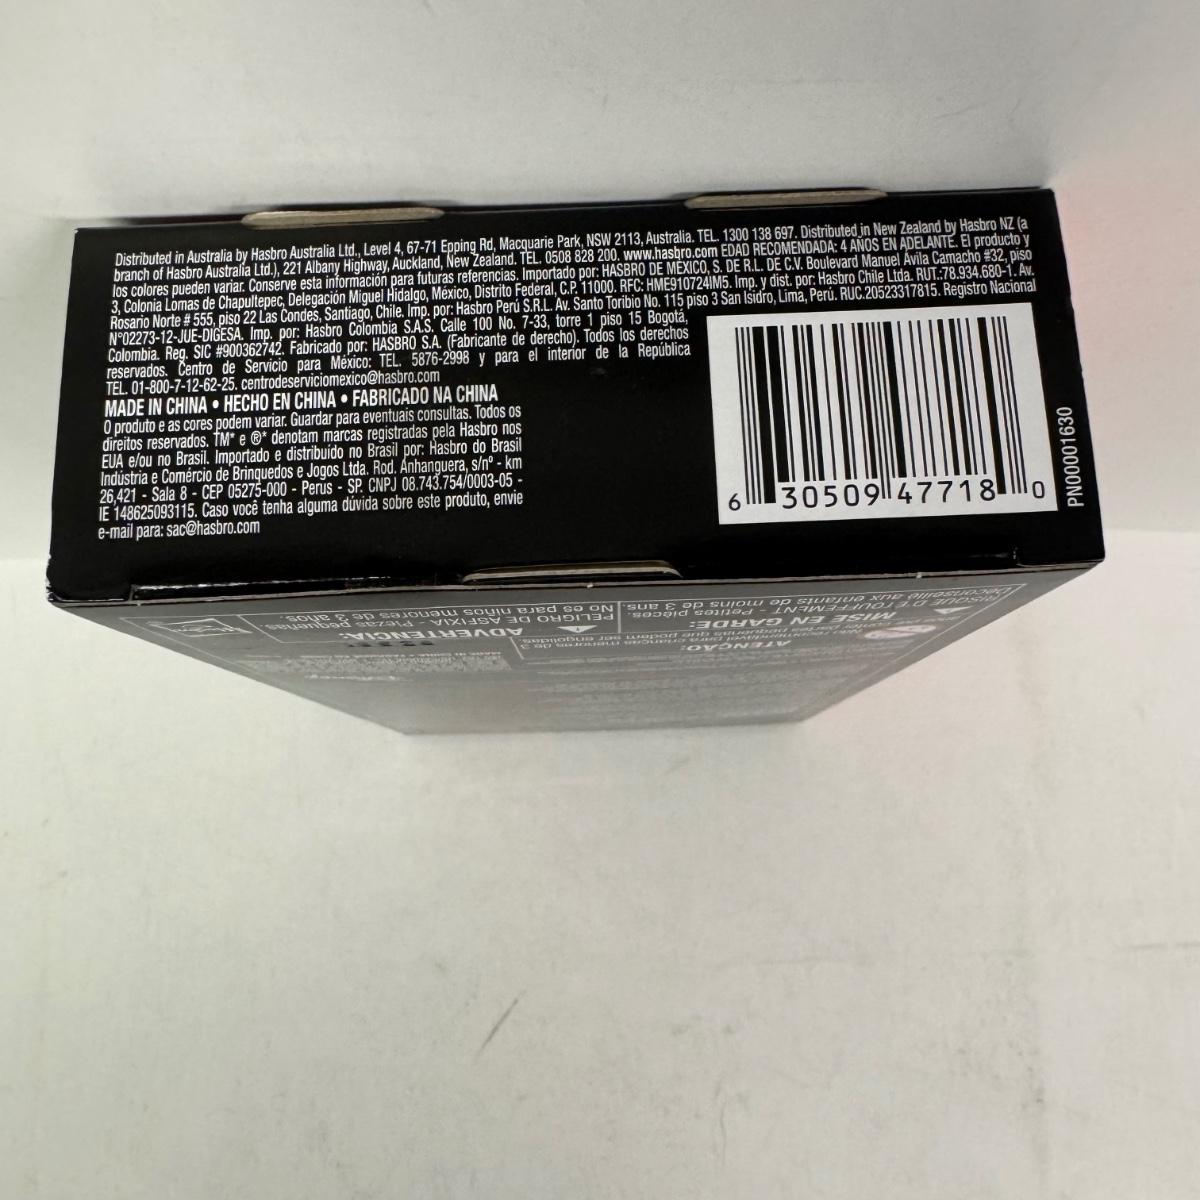 Distributed in Australia by Hasbro Australia Ltd., Level 4, 67-71 Epping Rd, Macquarie Park, NSW 2113, Australia. TEL. 1300 138 697. Distributed in New Zealand by Hasbro NZ (a
branch of Hasbro Australia Ltd.), 221 Albany Highway, Auckland, New Zealand. TEL. 0508 828 200. www.hasbro.com EDAD RECOMENDADA: 4 AÑOS EN ADELANTE. El producto y
los colores pueden variar. Conserve esta información para futuras referencias. Importado por: HASBRO DE MEXICO, S. DE R.L. DE C.V. Boulevard Manuel Ávila Camacho #32, piso
3, Colonia Lomas de Chapultepec, Delegación Miguel Hidalgo, México, Distrito Federal, C.P. 11000. RFC: HME910724IM5. Imp. y dist. por: Hasbro Chile Ltda. RUT.:78.934.680-1. Av.
Rosario Norte # 555, piso 22 Las Condes, Santiago, Chile. Imp. por: Hasbro Perú S.R.L. Av. Santo Toribio No. 115 piso 3 San Isidro, Lima, Perú. RUC.20523317815. Registro Nacional
N°02273-12-JUE-DIGESA. Imp. por: Hasbro Colombia S.A.S. Calle 100 No. 7-33, torre 1 piso 15 Bogotá,
Colombia. Reg. SIC #900362742. Fabricado por: HASBRO S.A. (Fabricante de derecho). Todos los derechos
reservados. Centro de Servicio para México: TEL. 5876-2998 y para el interior de la República
TEL. 01-800-7-12-62-25. centrodeserviciomexico@hasbro.com
MADE IN CHINA • HECHO EN CHINA • FABRICADO NA CHINA
O produto e as cores podem variar. Guardar para eventuais consultas. Todos os
direitos reservados. TM* e ®* denotam marcas registradas pela Hasbro nos
EUA e/ou no Brasil. Importado e distribuído no Brasil por: Hasbro do Brasil
Indústria e Comércio de Brinquedos e Jogos Ltda. Rod. Anhanguera, s/nº - km
26,421 - Sala 8 - CEP 05275-000 - Perus - SP. CNPJ 08.743.754/0003-05 -
IE 148625093115. Caso você tenha alguma dúvida sobre este produto, envie
e-mail para: sac@hasbro.com
6 30509 47718 0
PN00001630
MISE EN GARDE:
D'ÉTOUFFEMENT - Petites pièces.
Déconseillé aux enfants de moins de 3 ans.
ATENÇÃO:
ADVERTENCIA:
PELIGRO DE ASFIXIA - Piezas pequeñas
No es para niños menores de 3 años.